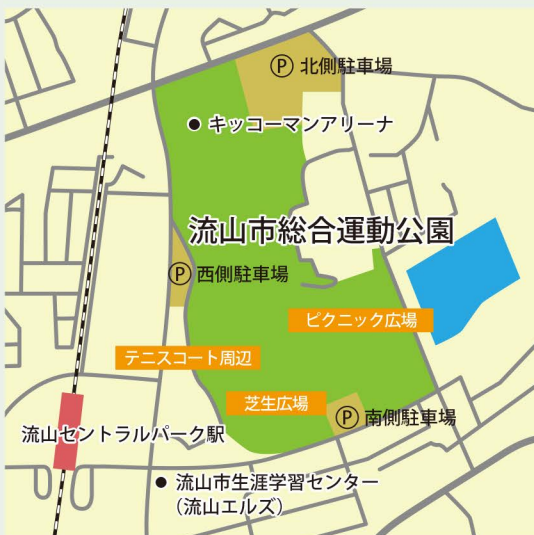 Ⓟ 北側駐車場
キッコーマンアリーナ
流山市総合運動公園
Ⓟ 西側駐車場
ピクニック広場
テニスコート周辺
芝生広場
Ⓟ 南側駐車場
流山セントラルパーク駅
流山市生涯学習センター
(流山エルズ)